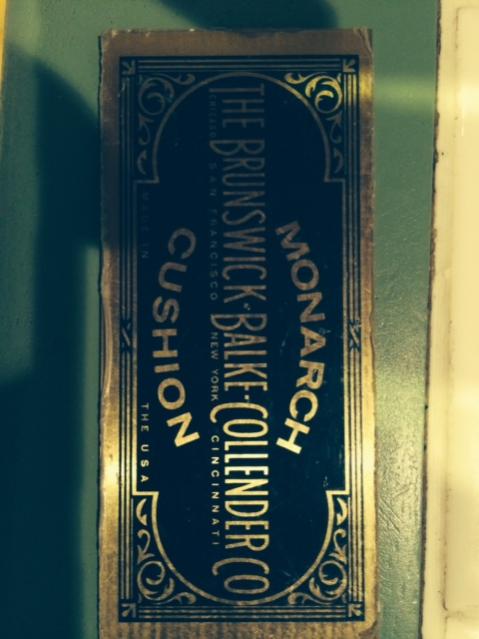 MONARCH
THE BRUNSWICK-BALKE-COLLENDER CO
CHICAGO SAN FRANCISCO NEW YORK CINCINNATI
CUSHION
MADE IN THE USA